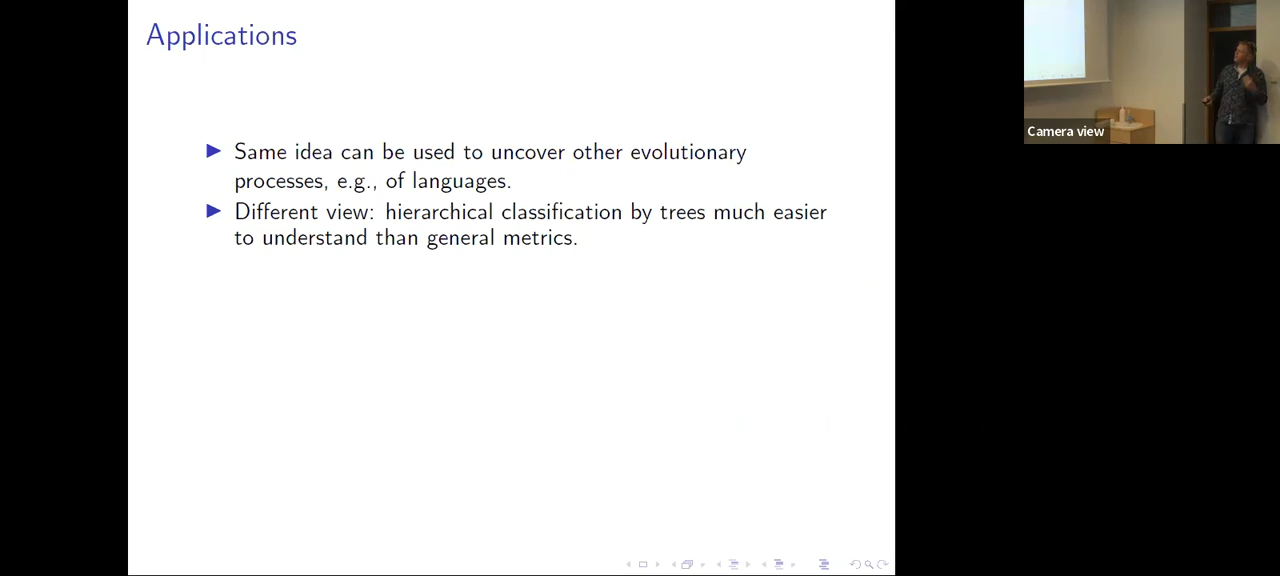 Applications
Same idea can be used to uncover other evolutionary
processes, e.g., of languages.
Different view: hierarchical classification by trees much easier
to understand than general metrics.
Camera view